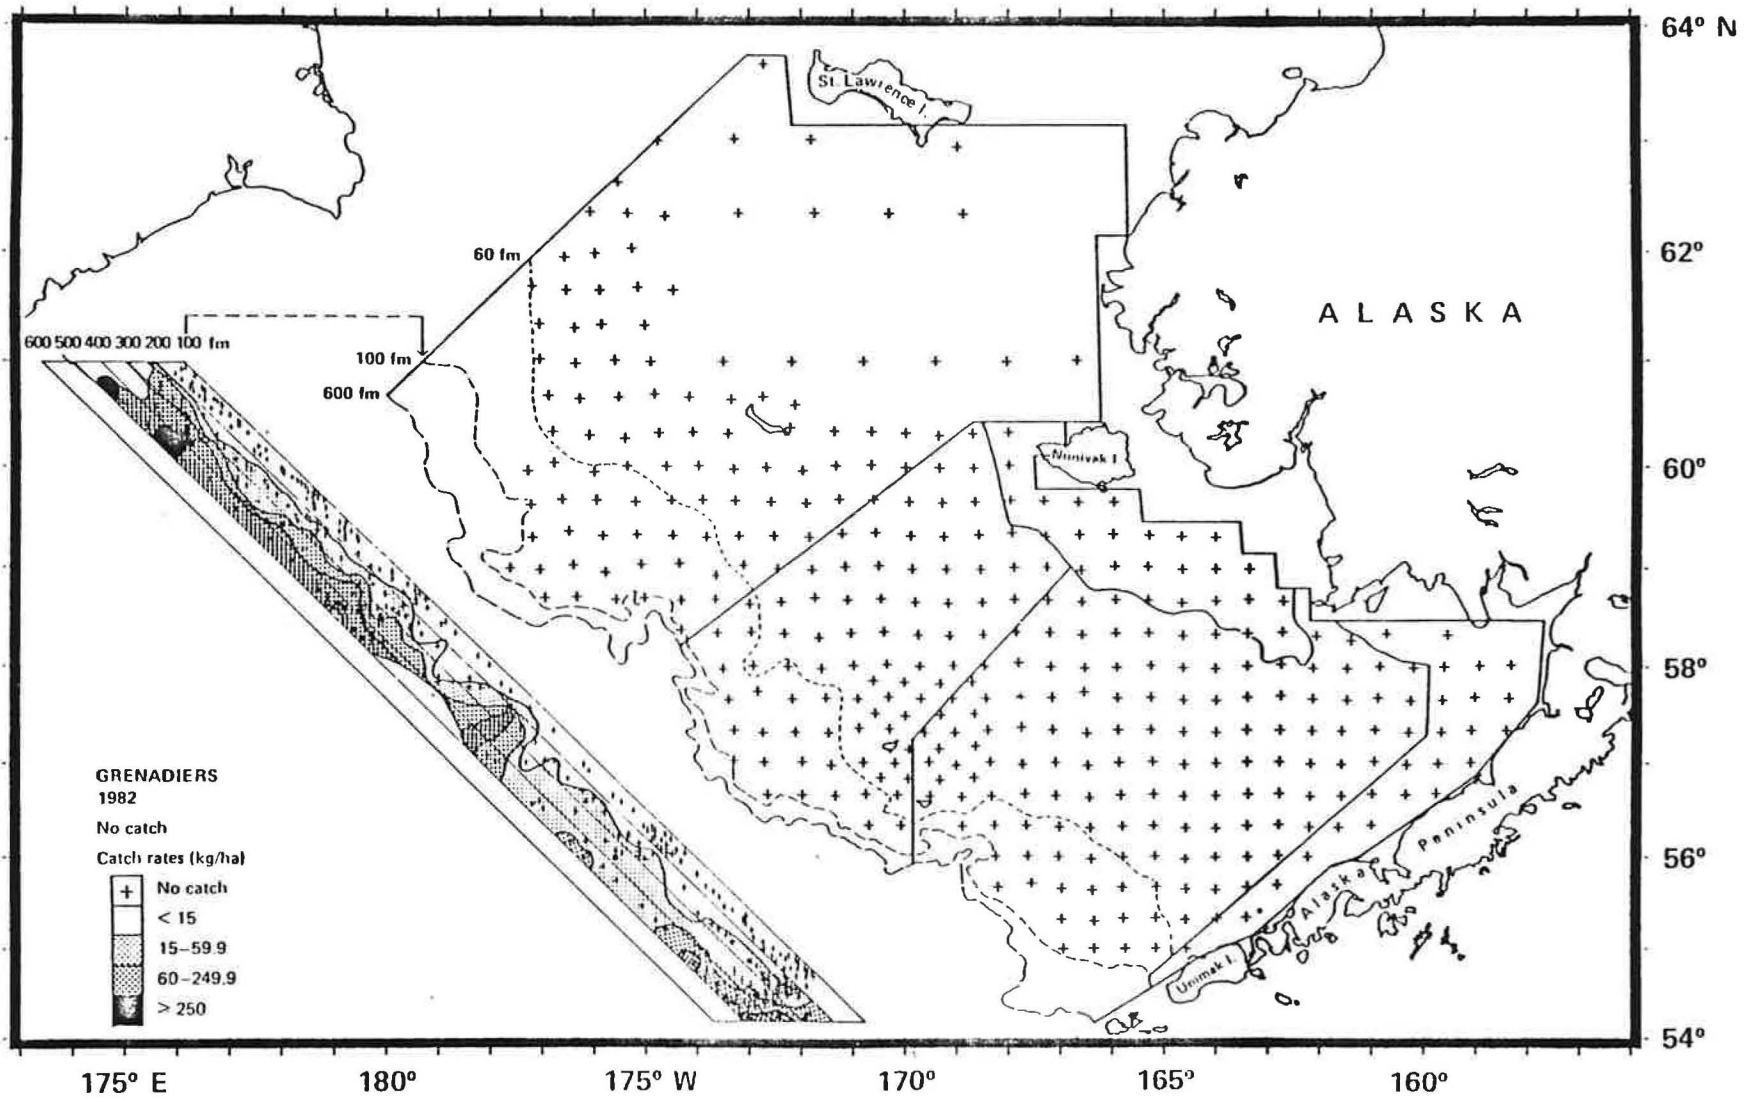 64° N
St. Lawrence I.
60 fm
62°
ALASKA
600 500 400 300 200 100 fm
100 fm
600 fm
60°
Nunivak I.
58°
GRENADIERS
1982
No catch
Catch rates (kg/ha)
No catch
< 15
15–59.9
60–249.9
> 250
Alaska Peninsula
56°
Unimak I.
54°
175° E
180°
175° W
170°
165°
160°